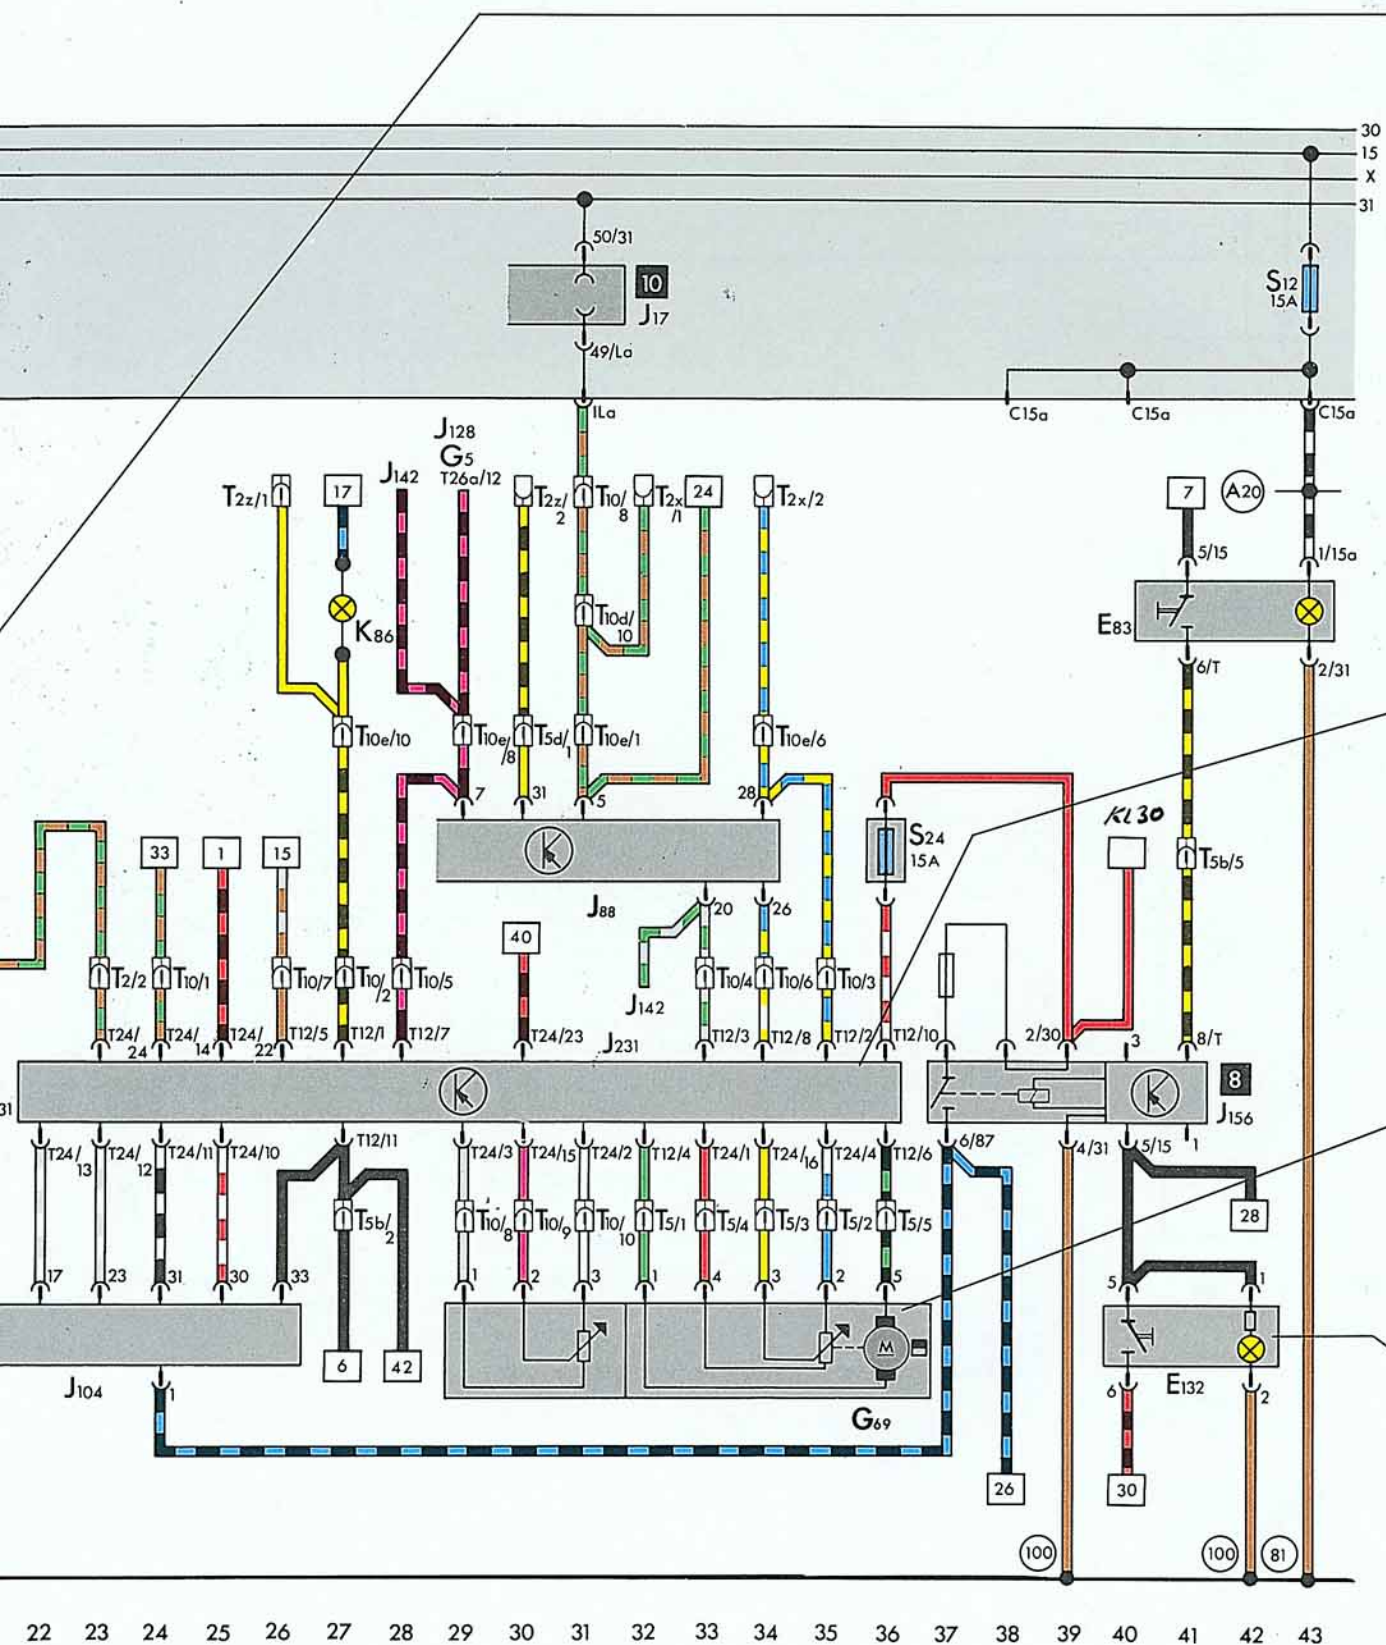 30
15
X
31
50/31
10
J17
49/La
S12
15A
ILa
C15a
C15a
C15a
J128
G5
J142
T26a/12
T2z/1
17
T2z/
2
T10/
8
T2x
/1
24
T2x/2
7
A20
5/15
1/15a
K86
T10d/
10
E83
6/T
2/31
T10e/10
T10e
/8
T5d/
1
T10e/1
T10e/6
7
31
5
28
KL30
33
1
15
S24
15A
T5b/5
J88
20
26
40
T2/2
T10/1
T10/7
T10/
2
T10/5
J142
T10/4
T10/6
T10/3
T24/
24
T24/
14
T24/
22
T12/5
T12/1
T12/7
T24/23
J231
T12/3
T12/8
T12/2
T12/10
2/30
3
8/T
31
8
J156
T24/
13
T24/
12
T24/11
T24/10
T12/11
T24/3
T24/15
T24/2
T12/4
T24/1
T24/
16
T24/4
T12/6
6/87
4/31
5/15
1
T5b/
2
T10/
8
T10/
9
T10/
10
T5/1
T5/4
T5/3
T5/2
T5/5
28
17
23
31
30
33
1
2
3
1
4
3
2
5
5
1
M
6
42
J104
1
G69
E132
6
2
26
30
100
100
81
22 23 24 25 26 27 28 29 30 31 32 33 34 35 36 37 38 39 40 41 42 43